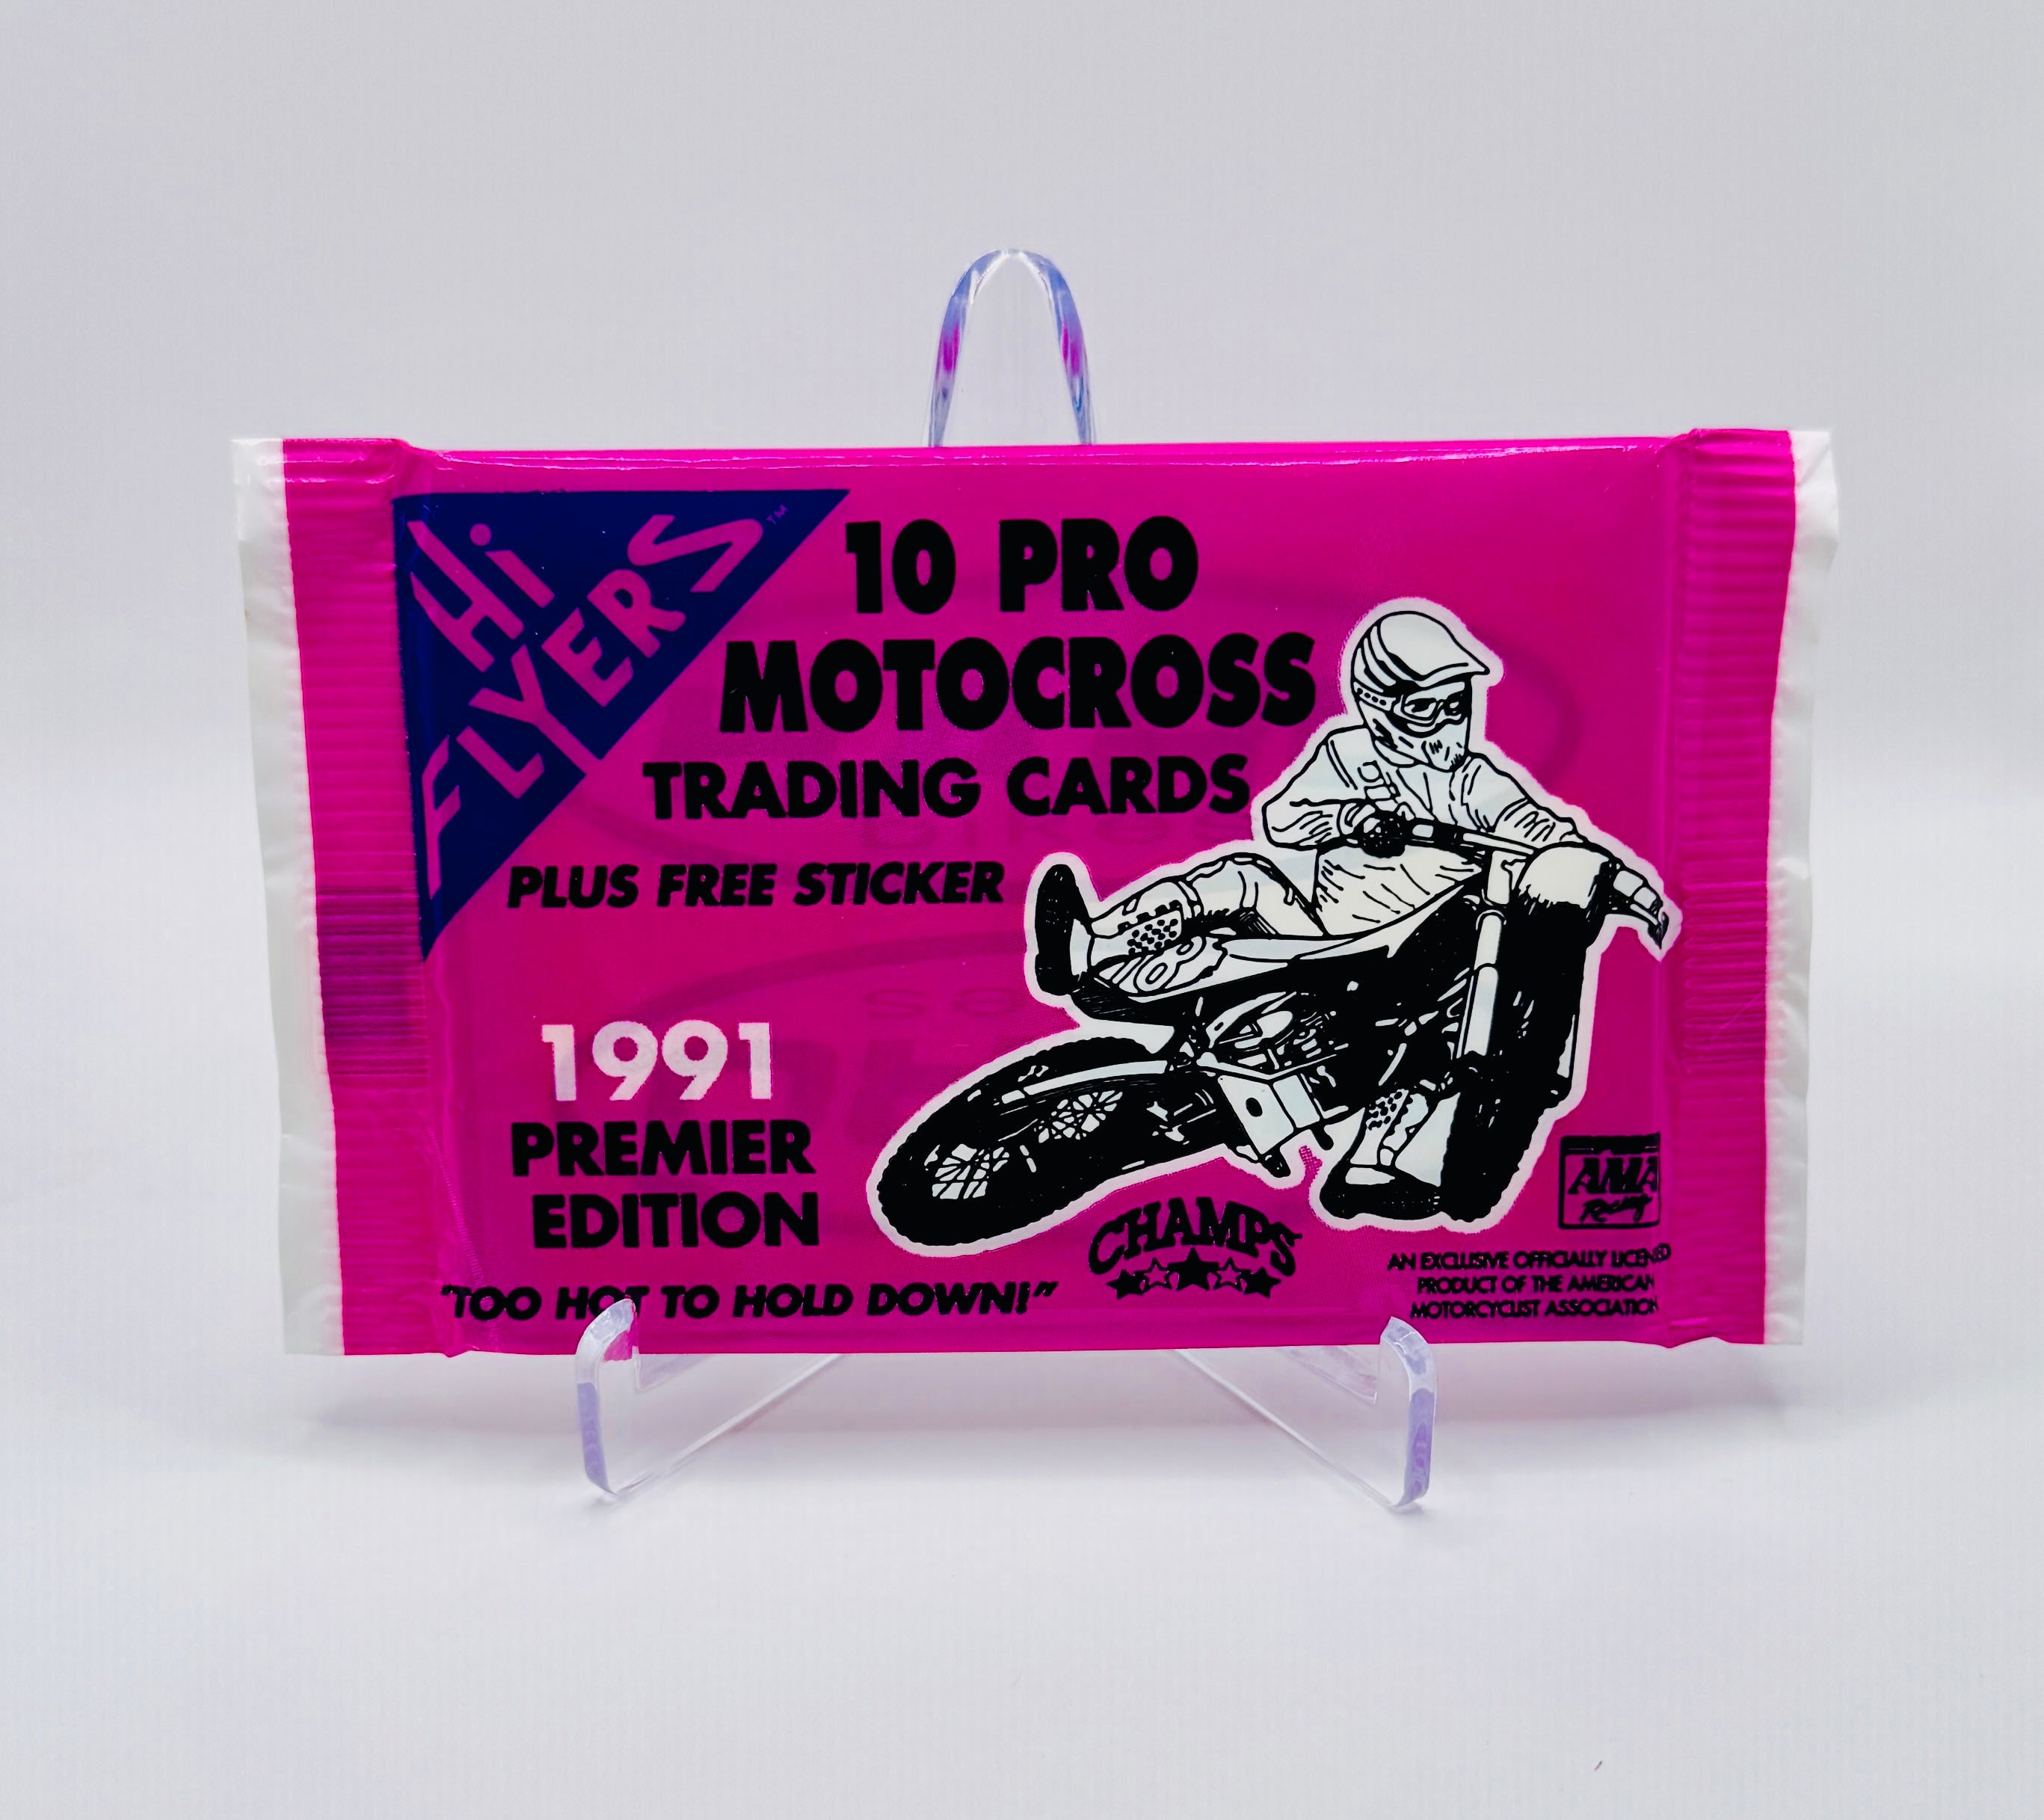 Hi
FLYERS™
10 PRO
MOTOCROSS
TRADING CARDS
PLUS FREE STICKER
1991
PREMIER
EDITION
"TOO HOT TO HOLD DOWN!"
CHAMPS
AMA
Racing
AN EXCLUSIVE OFFICIALLY LICENSED
PRODUCT OF THE AMERICAN
MOTORCYCLIST ASSOCIATION